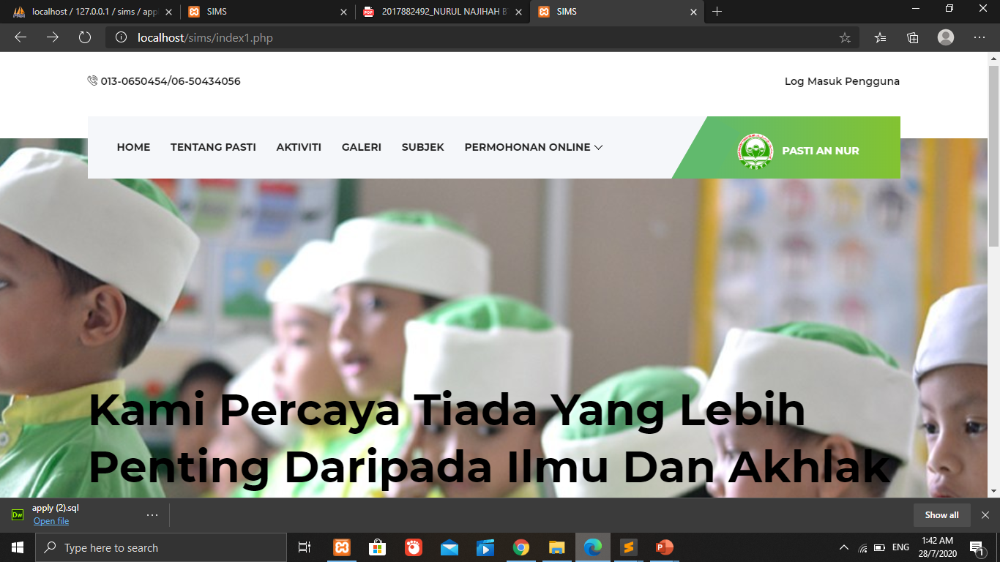 localhost / 127.0.0.1 / sims / appl
SIMS
2017882492_NURUL NAJIHAH BT
SIMS
localhost/sims/index1.php
013-0650454/06-50434056
Log Masuk Pengguna
HOME TENTANG PASTI AKTIVITI GALERI SUBJEK PERMOHONAN ONLINE
PASTI AN NUR
Kami Percaya Tiada Yang Lebih
Penting Daripada Ilmu Dan Akhlak
apply (2).sql
Open file
Show all
Type here to search
ENG
1:42 AM
28/7/2020